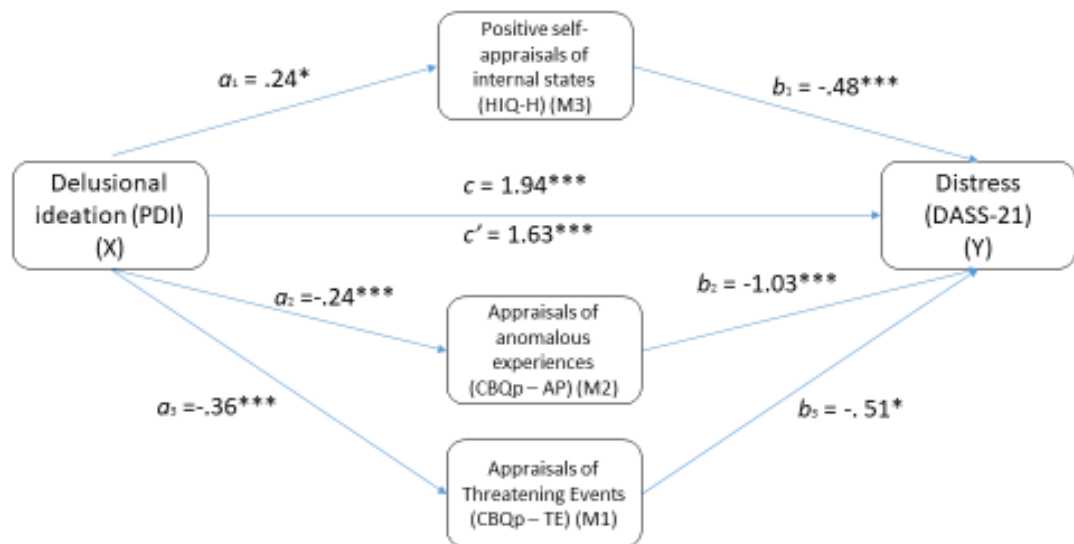 Positive self-
appraisals of
internal states
(HIQ-H) (M3)
a₁ = .24*
b₁ = -.48***
Delusional
ideation (PDI)
(X)
c = 1.94***
c' = 1.63***
Distress
(DASS-21)
(Y)
a₂ =-.24***
b₂ = -1.03***
Appraisals of
anomalous
experiences
(CBQp – AP) (M2)
a₃ =-.36***
b₃ = -. 51*
Appraisals of
Threatening Events
(CBQp – TE) (M1)